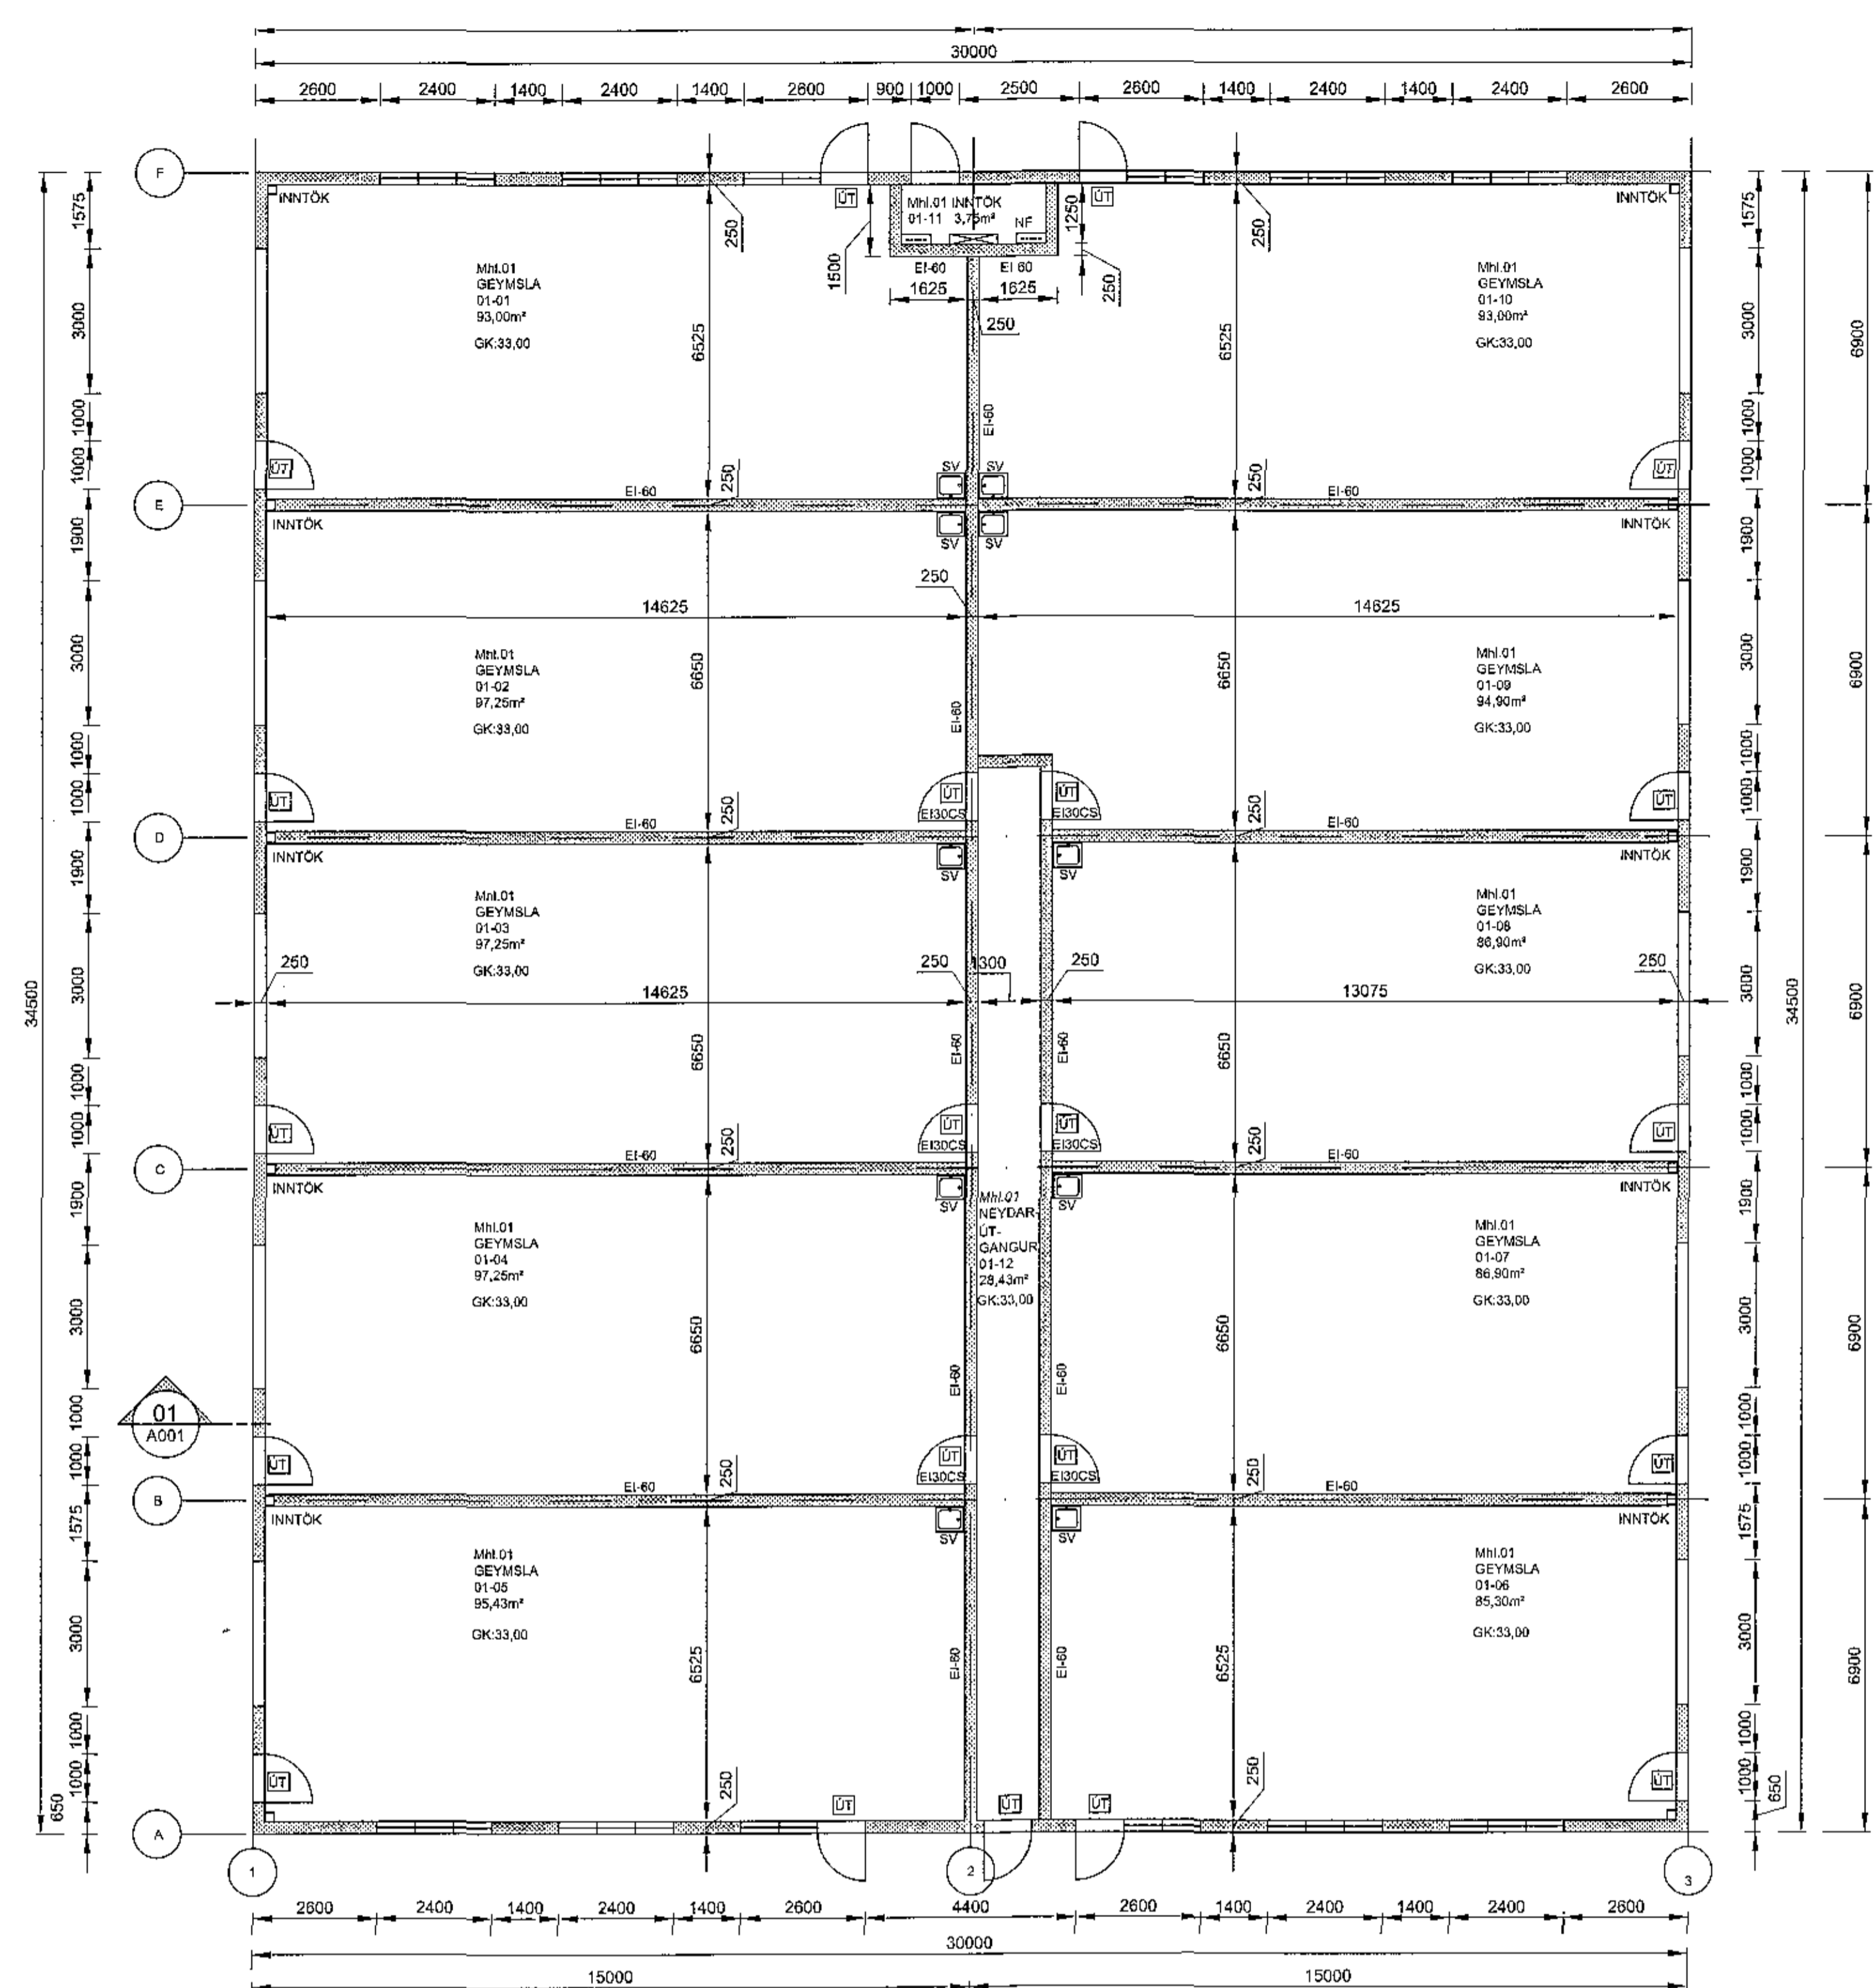 30000
2600 2400 1400 2400 1400 2600 900 1000 2500 2600 1400 2400 1400 2400 2600
F
INNTÖK
ÚT
Mhl.01 INNTÖK
01-11 3,75m²
NF
ÚT
INNTÖK
1575
250
1500
1250
250
250
1575
EI-60
EI 60
1625
1625
250
Mhl.01
GEYMSLA
01-01
93,00m²
GK:33,00
Mhl.01
GEYMSLA
01-10
93,00m²
GK:33,00
3000
6525
6525
3000
6900
1000
EI-60
1000
1000
ÚT
SV
SV
ÚT
1000
EI-60
250
250
EI-60
E
INNTÖK
SV
SV
INNTÖK
1900
1900
250
14625
14625
Mhl.01
GEYMSLA
01-02
97,25m²
GK:33,00
Mhl.01
GEYMSLA
01-09
94,90m²
GK:33,00
3000
6650
6650
3000
6900
EI-60
1000
1000
1000
ÚT
ÚT
EI30CS
ÚT
ÚT
1000
EI-60
250
250
EI-60
D
INNTÖK
SV
SV
INNTÖK
1900
1900
Mhl.01
GEYMSLA
01-03
97,25m²
GK:33,00
Mhl.01
GEYMSLA
01-08
86,90m²
GK:33,00
34500
3000
250
250
1300
250
250
3000
34500
6900
14625
13075
6650
EI-60
EI-60
6650
1000
1000
1000
ÚT
ÚT
EI30CS
ÚT
EI30CS
ÚT
1000
EI-60
250
250
EI-60
C
INNTÖK
SV
SV
INNTÖK
1900
1900
Mhl.01
NEYDAR-
ÚT-
GANGUR
01-12
28,43m²
GK:33,00
Mhl.01
GEYMSLA
01-04
97,25m²
GK:33,00
Mhl.01
GEYMSLA
01-07
86,90m²
GK:33,00
3000
6650
6650
3000
6900
EI-60
EI-60
01
A001
1000
1000
1000
ÚT
ÚT
EI30CS
ÚT
EI30CS
ÚT
1000
EI-60
250
250
EI-60
B
INNTÖK
SV
SV
INNTÖK
1575
1575
Mhl.01
GEYMSLA
01-05
95,43m²
GK:33,00
Mhl.01
GEYMSLA
01-06
85,30m²
GK:33,00
3000
6525
EI-60
EI-60
6525
3000
6900
1000
1000
1000
ÚT
250
250
ÚT
1000
650
ÚT
ÚT
ÚT
650
A
1
2
3
2600 2400 1400 2400 1400 2600 4400 2600 1400 2400 1400 2400 2600
30000
15000
15000